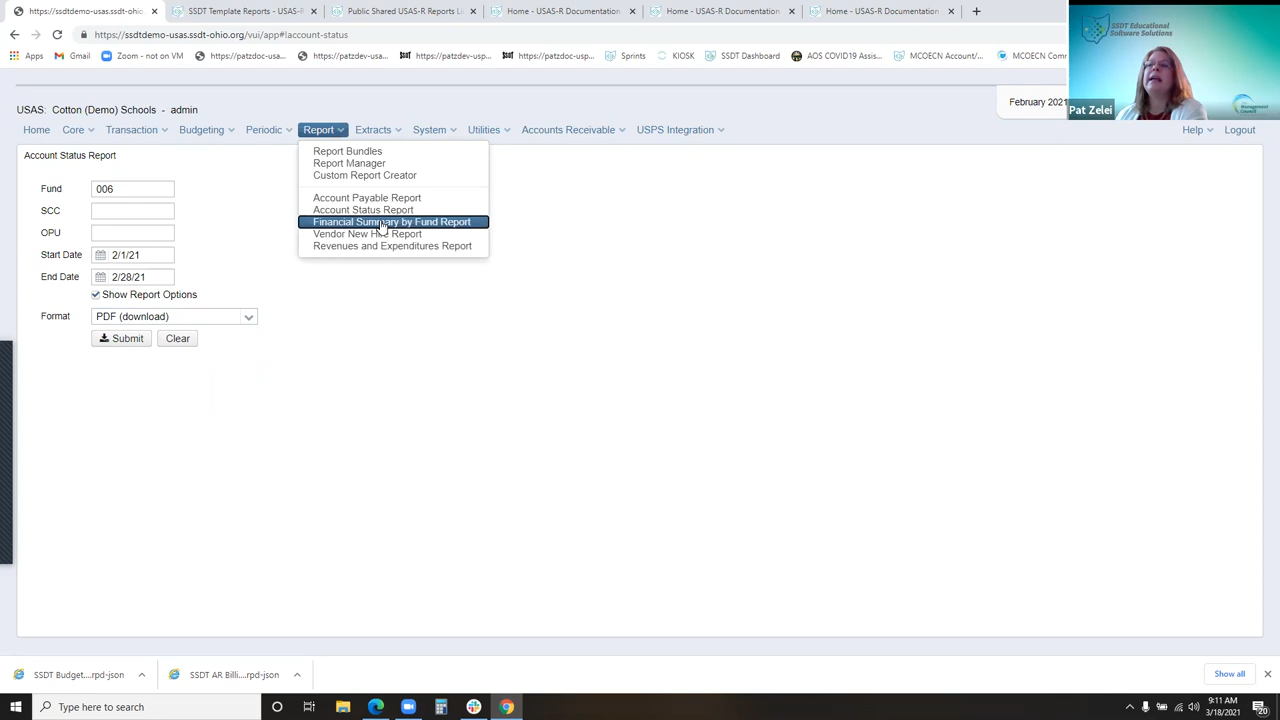 https://ssdtdemo-usas.ssdt-ohio.
SSDT Template Reports - USAS-R
Public Shared USAS-R Reports Li
Home - USAS-R Documentation
Home - USAS-R Documentation
Home - USAS-R Documentation
https://ssdtdemo-usas.ssdt-ohio.org/vui/app#!account-status
Apps
Gmail
Zoom - not on VM
https://patzdoc-usa...
https://patzdev-usp...
https://patzdev-usp...
https://patzdoc-usp...
Sprints
KIOSK
SSDT Dashboard
AOS COVID19 Assis...
MCOECN Account/...
MCOECN Com
SSDT Educational
Software Solutions
Management
Council
Pat Zelei
USAS: Cotton (Demo) Schools - admin
February 2021
Home
Core
Transaction
Budgeting
Periodic
Report
Extracts
System
Utilities
Accounts Receivable
USPS Integration
Help
Logout
Account Status Report
Report Bundles
Report Manager
Custom Report Creator
Account Payable Report
Account Status Report
Financial Summary by Fund Report
Vendor New Hire Report
Revenues and Expenditures Report
Fund 006
SCC
OPU
Start Date 2/1/21
End Date 2/28/21
Show Report Options
Format PDF (download)
Submit Clear
SSDT Budget....rpd-json
SSDT AR Billi....rpd-json
Show all
Type here to search
9:11 AM
3/18/2021
20